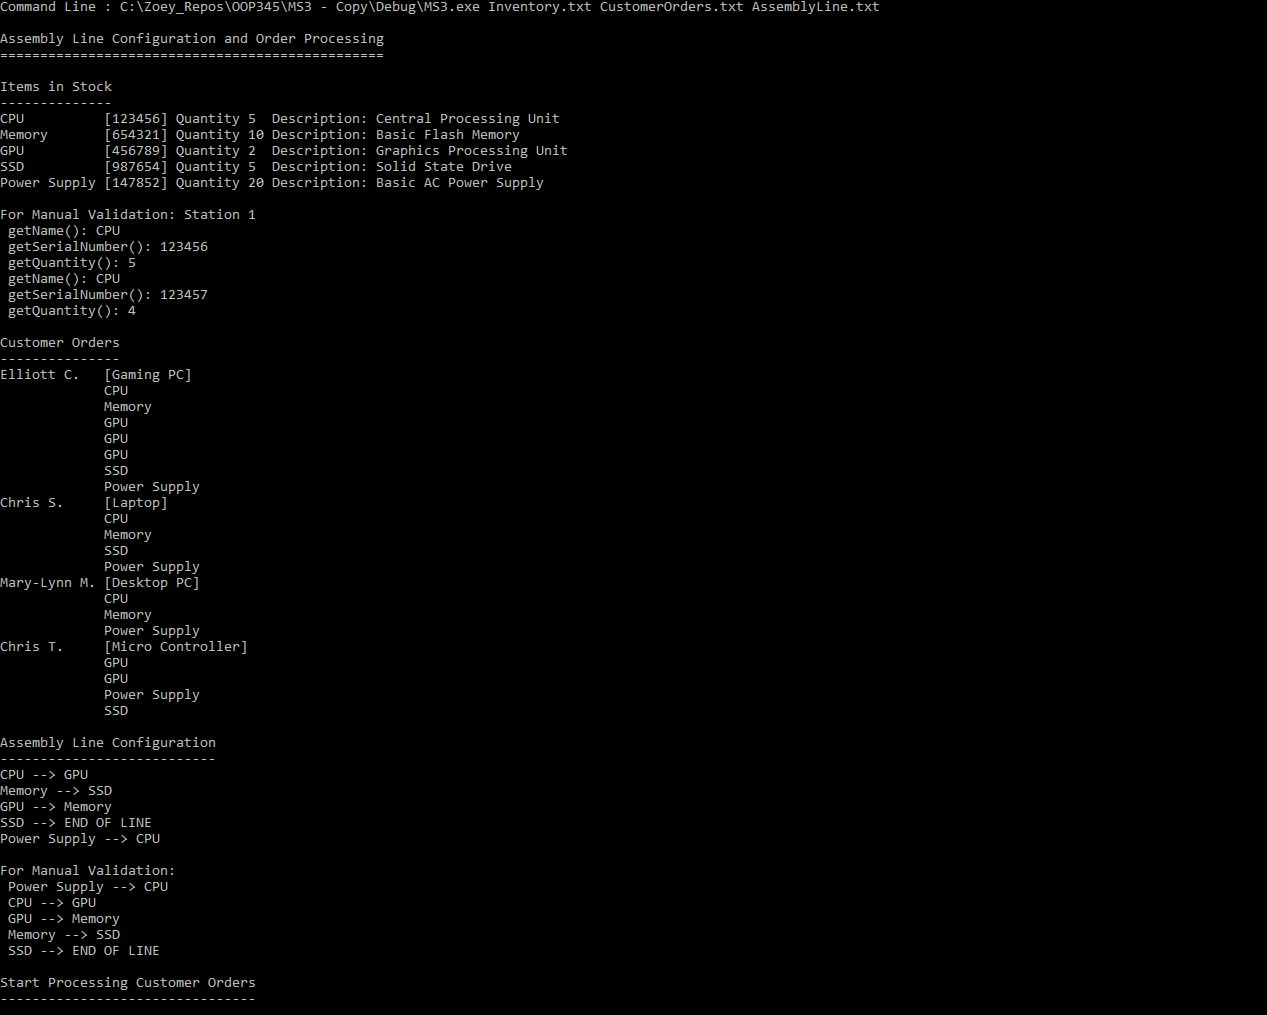 Command Line : C:\Zoey_Repos\OOP345\MS3 - Copy\Debug\MS3.exe Inventory.txt CustomerOrders.txt AssemblyLine.txt

Assembly Line Configuration and Order Processing
================================================

Items in Stock
--------------
CPU          [123456] Quantity 5  Description: Central Processing Unit
Memory       [654321] Quantity 10 Description: Basic Flash Memory
GPU          [456789] Quantity 2  Description: Graphics Processing Unit
SSD          [987654] Quantity 5  Description: Solid State Drive
Power Supply [147852] Quantity 20 Description: Basic AC Power Supply

For Manual Validation: Station 1
 getName(): CPU
 getSerialNumber(): 123456
 getQuantity(): 5
 getName(): CPU
 getSerialNumber(): 123457
 getQuantity(): 4

Customer Orders
---------------
Elliott C.   [Gaming PC]
             CPU
             Memory
             GPU
             GPU
             GPU
             SSD
             Power Supply
Chris S.     [Laptop]
             CPU
             Memory
             SSD
             Power Supply
Mary-Lynn M. [Desktop PC]
             CPU
             Memory
             Power Supply
Chris T.     [Micro Controller]
             GPU
             GPU
             Power Supply
             SSD

Assembly Line Configuration
---------------------------
CPU --> GPU
Memory --> SSD
GPU --> Memory
SSD --> END OF LINE
Power Supply --> CPU

For Manual Validation:
 Power Supply --> CPU
 CPU --> GPU
 GPU --> Memory
 Memory --> SSD
 SSD --> END OF LINE

Start Processing Customer Orders
--------------------------------